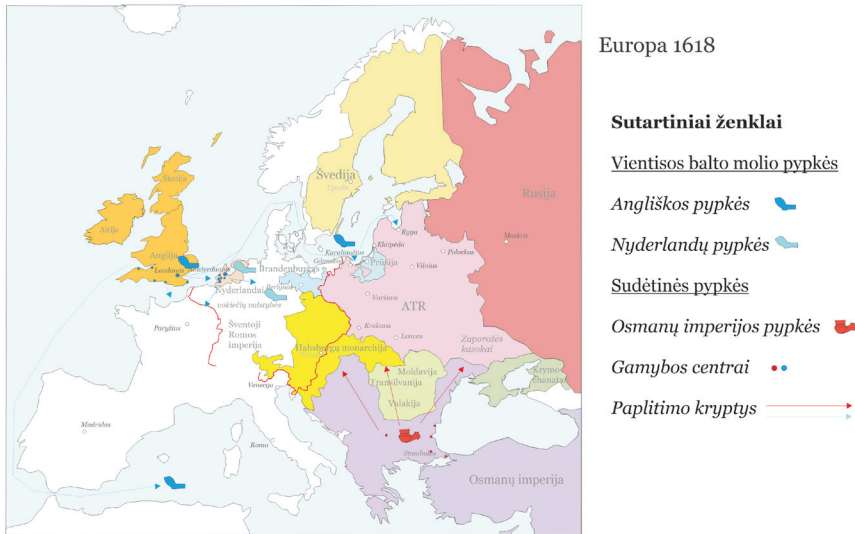 Europa 1618
Sutartiniai ženklai
Vientisos balto molio pypkės
Angliškos pypkės
Nyderlandų pypkės
Sudėtinės pypkės
Osmanų imperijos pypkė
Gamybos centrai
Paplitimo kryptys
Škotija
Airija
Anglija
Londonas
Amsterdamas
Nyderlandai
vokiečių valstybės
Brandenburgas
Berlynas
Švedija
Upsala
Rusija
Maskva
Ryga
Klaipėda
Karaliaučius
Gdanskas
Prūsija
Polockas
Vilnius
Varšuva
ATR
Krokuva
Lvovas
Zaporožės
kazokai
Paryžius
Šventoji
Romos
imperija
Habsburgų monarchija
Venecija
Moldavija
Transilvanija
Valakija
Krymo
chanatas
Madridas
Roma
Stambulas
Osmanų imperija